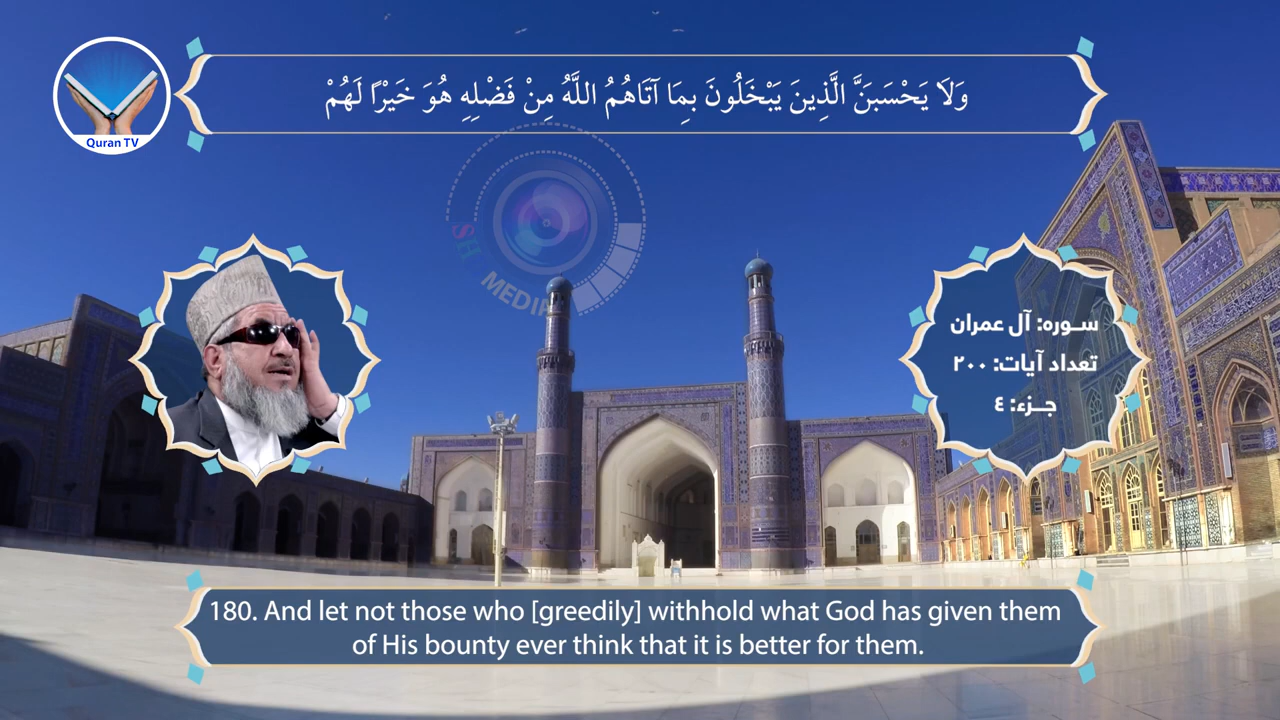 Quran TV
وَلَا يَحْسَبَنَّ الَّذِينَ يَبْخَلُونَ بِمَا آتَاهُمُ اللَّهُ مِنْ فَضْلِهِ هُوَ خَيْرًا لَهُمْ
SH
MEDIA
سوره: آل عمران
تعداد آیات: ٢٠٠
جزء: ٤
180. And let not those who [greedily] withhold what God has given them
of His bounty ever think that it is better for them.